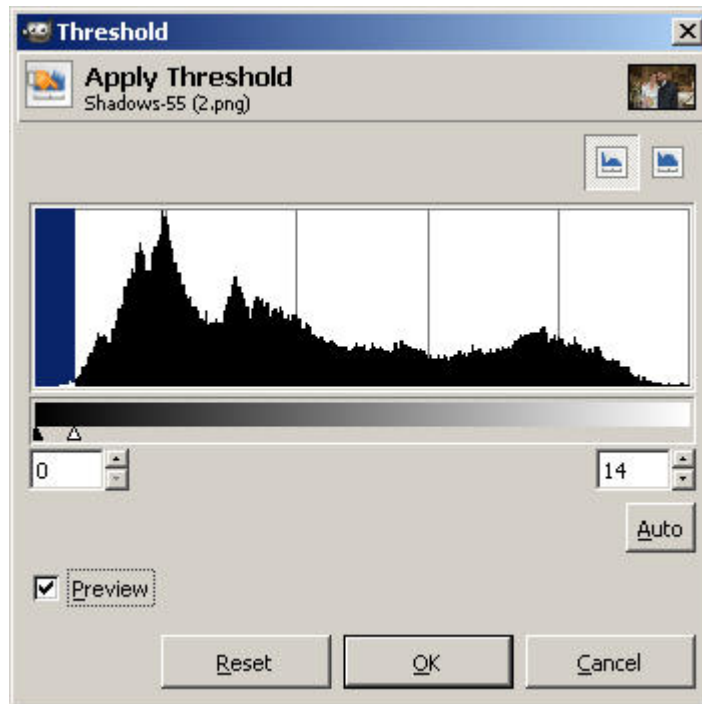 Threshold
Apply Threshold
Shadows-55 (2.png)
0
14
Auto
Preview
Reset
OK
Cancel